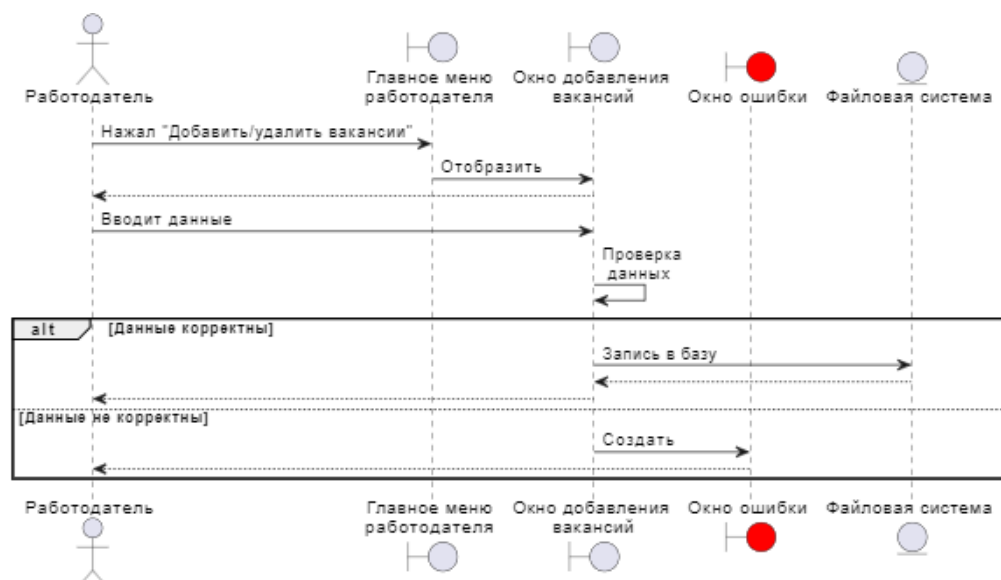 Работодатель
Главное меню
работодателя
Окно добавления
вакансий
Окно ошибки
Файловая система
Нажал "Добавить/удалить вакансии"
Отобразить
Вводит данные
Проверка
данных
alt
[Данные корректны]
Запись в базу
[Данные не корректны]
Создать
Работодатель
Главное меню
работодателя
Окно добавления
вакансий
Окно ошибки
Файловая система